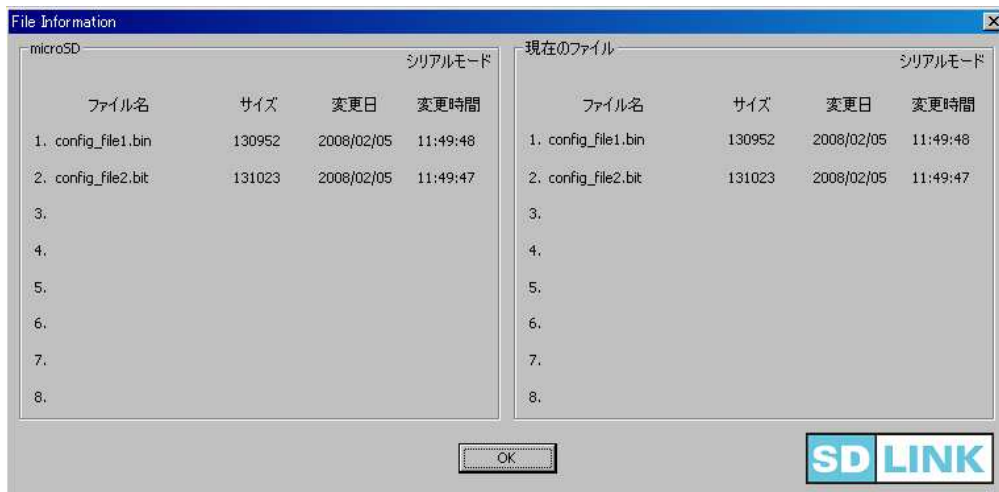 File Information
microSD
シリアルモード
ファイル名 サイズ 変更日 変更時間
1. config_file1.bin 130952 2008/02/05 11:49:48
2. config_file2.bit 131023 2008/02/05 11:49:47
3.
4.
5.
6.
7.
8.
現在のファイル
シリアルモード
ファイル名 サイズ 変更日 変更時間
1. config_file1.bin 130952 2008/02/05 11:49:48
2. config_file2.bit 131023 2008/02/05 11:49:47
3.
4.
5.
6.
7.
8.
OK
SD LINK